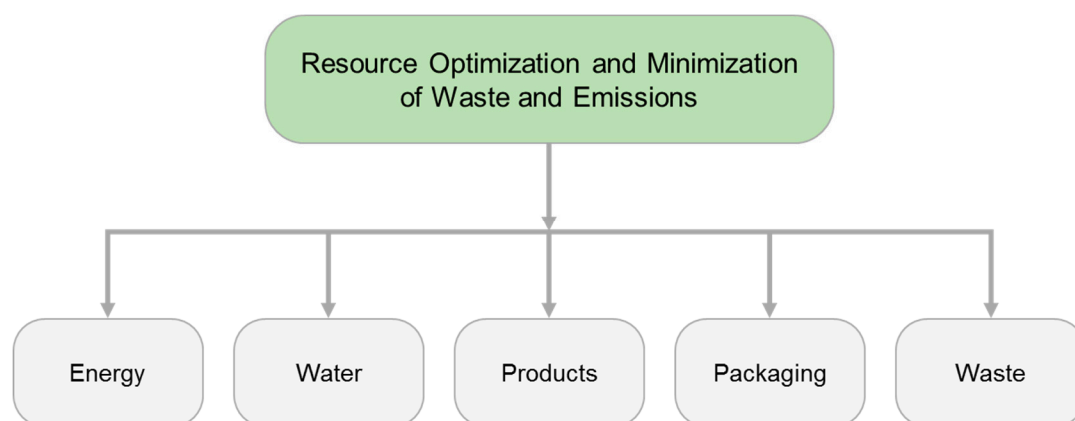 Resource Optimization and Minimization
of Waste and Emissions
Energy
Water
Products
Packaging
Waste